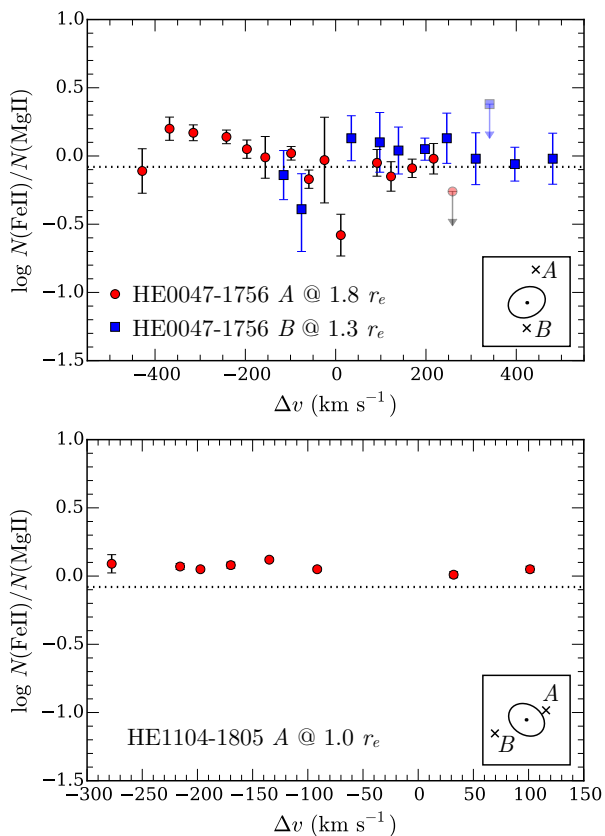 1.0
0.5
0.0
−0.5
−1.0
−1.5
log N(FeII)/N(MgII)
HE0047-1756 A @ 1.8 r_e
HE0047-1756 B @ 1.3 r_e
A
B
−400 −200 0 200 400
Δv (km s⁻¹)
1.0
0.5
0.0
−0.5
−1.0
−1.5
log N(FeII)/N(MgII)
HE1104-1805 A @ 1.0 r_e
A
B
−300 −250 −200 −150 −100 −50 0 50 100 150
Δv (km s⁻¹)